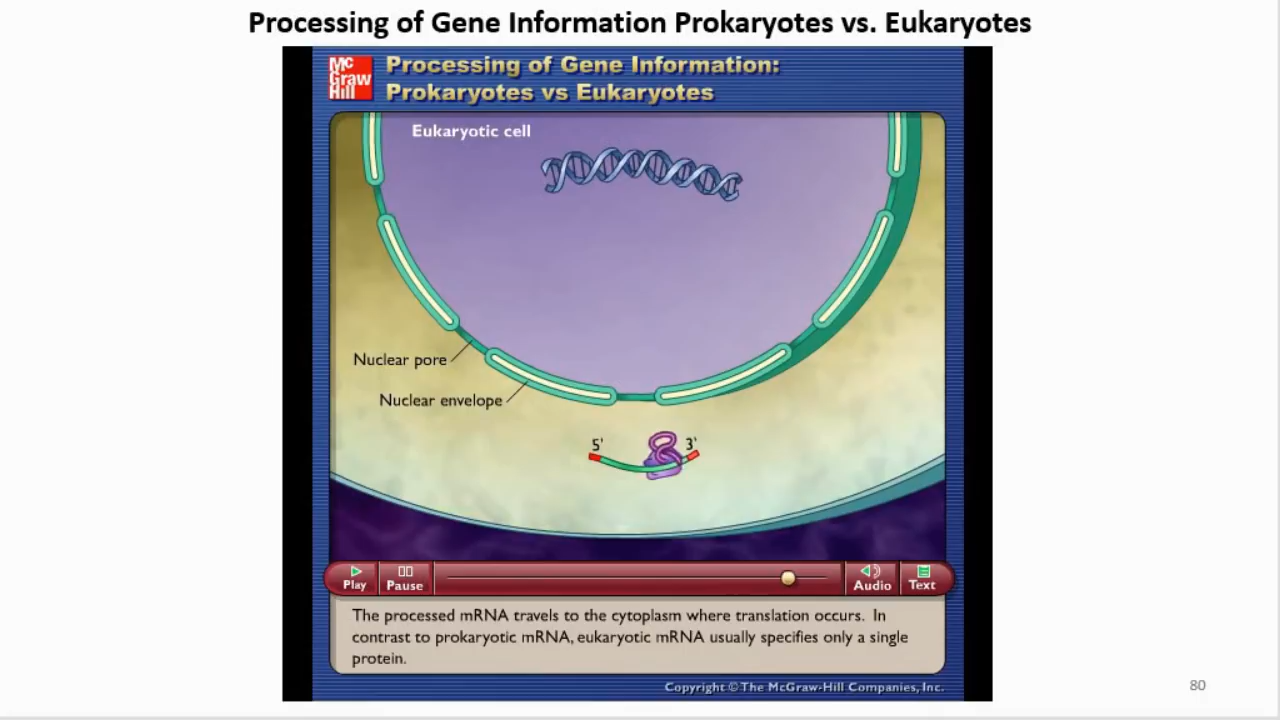 Processing of Gene Information Prokaryotes vs. Eukaryotes
Mc
Graw
Hill
Processing of Gene Information:
Prokaryotes vs Eukaryotes
Eukaryotic cell
Nuclear pore
Nuclear envelope
5'
3'
Play
Pause
Audio
Text
The processed mRNA travels to the cytoplasm where translation occurs. In
contrast to prokaryotic mRNA, eukaryotic mRNA usually specifies only a single
protein.
Copyright © The McGraw-Hill Companies, Inc.
80